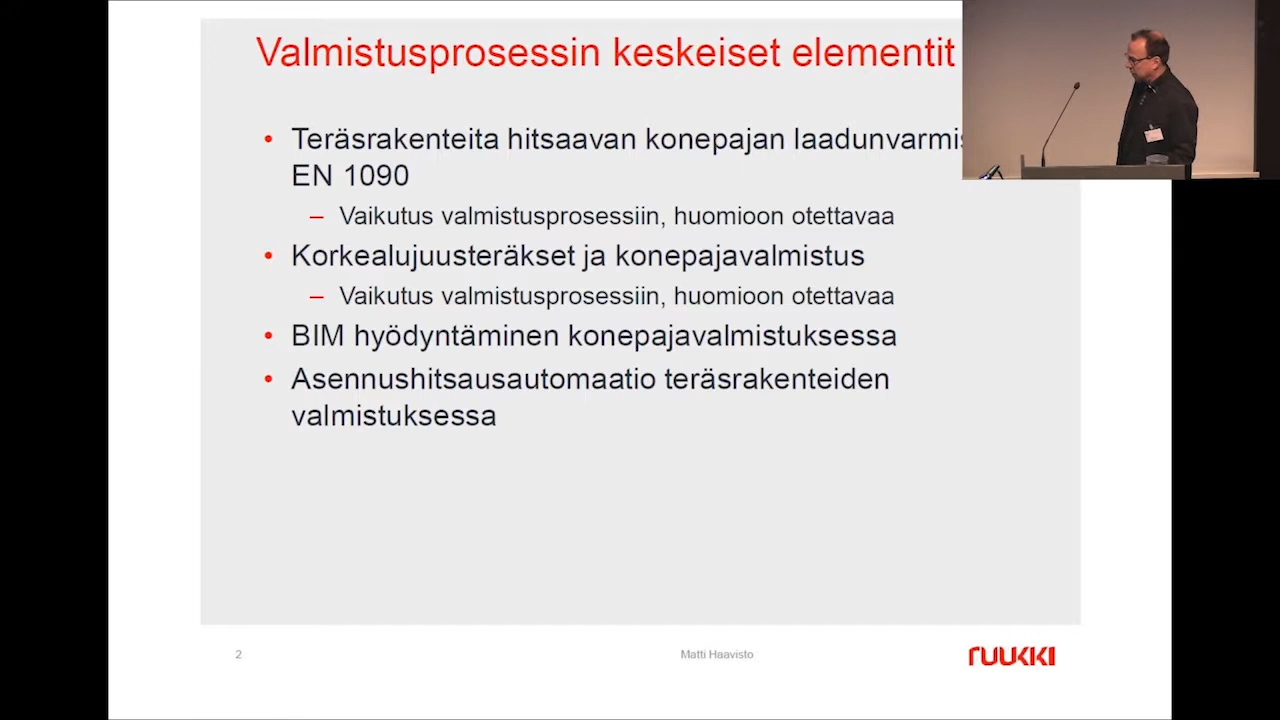 Valmistusprosessin keskeiset elementit
• Teräsrakenteita hitsaavan konepajan
EN 1090
– Vaikutus valmistusprosessiin, huomioon otettavaa
• Korkealujuusteräkset ja konepajavalmistus
– Vaikutus valmistusprosessiin, huomioon otettavaa
• BIM hyödyntäminen konepajavalmistuksessa
• Asennushitsausautomaatio teräsrakenteiden
valmistuksessa
2
Matti Haavisto
RUUKKI